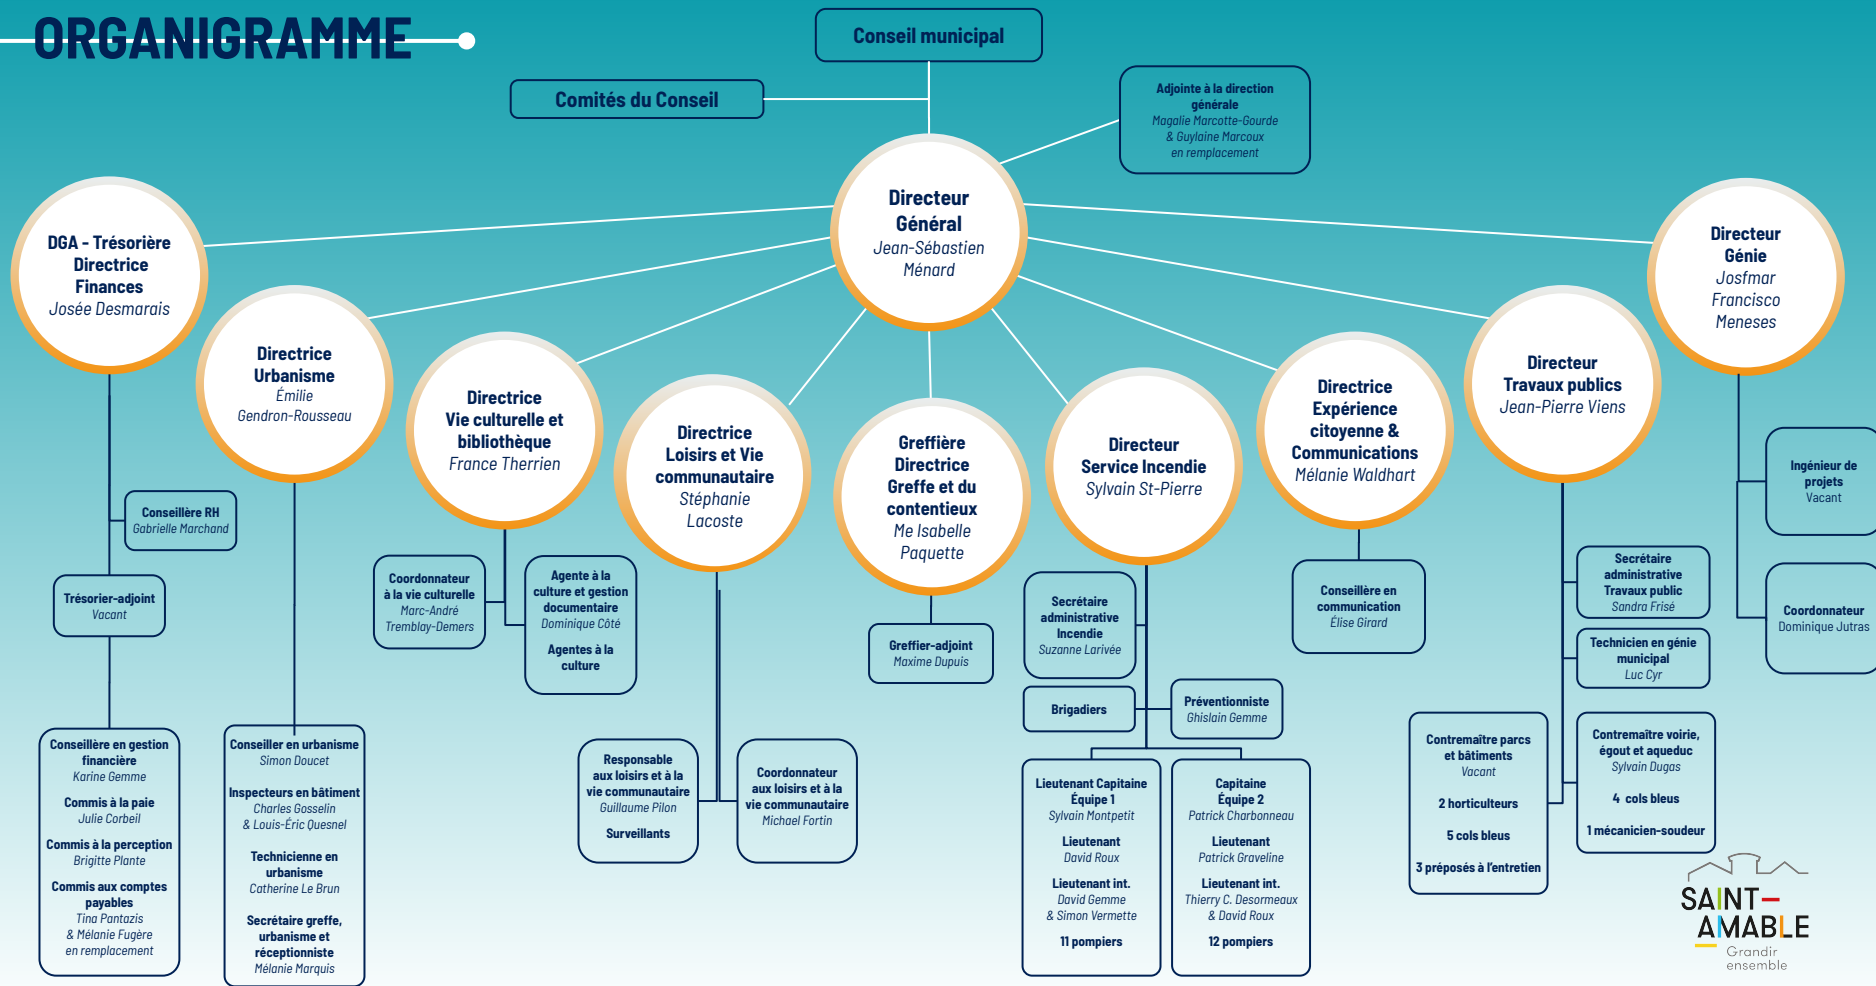 ORGANIGRAMME
Conseil municipal
Comités du Conseil
Adjointe à la direction
générale
Magalie Marcotte-Gourde
& Guylaine Marcoux
en remplacement
Directeur
Général
Jean-Sébastien
Ménard
DGA - Trésorière
Directrice
Finances
Josée Desmarais
Conseillère RH
Gabrielle Marchand
Trésorier-adjoint
Vacant
Conseillère en gestion
financière
Karine Gemme
Commis à la paie
Julie Corbeil
Commis à la perception
Brigitte Plante
Commis aux comptes
payables
Tina Pantazis
& Mélanie Fugère
en remplacement
Directrice
Urbanisme
Émilie
Gendron-Rousseau
Conseiller en urbanisme
Simon Doucet
Inspecteurs en bâtiment
Charles Gosselin
& Louis-Éric Quesnel
Technicienne en
urbanisme
Catherine Le Brun
Secrétaire greffe,
urbanisme et
réceptionniste
Mélanie Marquis
Directrice
Vie culturelle et
bibliothèque
France Therrien
Coordonnateur
à la vie culturelle
Marc-André
Tremblay-Demers
Agente à la
culture et gestion
documentaire
Dominique Côté
Agentes à la
culture
Directrice
Loisirs et Vie
communautaire
Stéphanie
Lacoste
Responsable
aux loisirs et à la
vie communautaire
Guillaume Pilon
Surveillants
Coordonnateur
aux loisirs et à la
vie communautaire
Michael Fortin
Greffière
Directrice
Greffe et du
contentieux
Me Isabelle
Paquette
Greffier-adjoint
Maxime Dupuis
Directeur
Service Incendie
Sylvain St-Pierre
Secrétaire
administrative
Incendie
Suzanne Larivée
Brigadiers
Préventionniste
Ghislain Gemme
Lieutenant Capitaine
Équipe 1
Sylvain Montpetit
Lieutenant
David Roux
Lieutenant int.
David Gemme
& Simon Vermette
11 pompiers
Capitaine
Équipe 2
Patrick Charbonneau
Lieutenant
Patrick Graveline
Lieutenant int.
Thierry C. Desormeaux
& David Roux
12 pompiers
Directrice
Expérience
citoyenne &
Communications
Mélanie Waldhart
Conseillère en
communication
Élise Girard
Directeur
Travaux publics
Jean-Pierre Viens
Secrétaire
administrative
Travaux public
Sandra Frisé
Technicien en génie
municipal
Luc Cyr
Contremaître parcs
et bâtiments
Vacant
2 horticulteurs
5 cols bleus
3 préposés à l'entretien
Contremaître voirie,
égout et aqueduc
Sylvain Dugas
4 cols bleus
1 mécanicien-soudeur
Directeur
Génie
Josfmar
Francisco
Meneses
Ingénieur de
projets
Vacant
Coordonnateur
Dominique Jutras
SAINT-
AMABLE
Grandir
ensemble